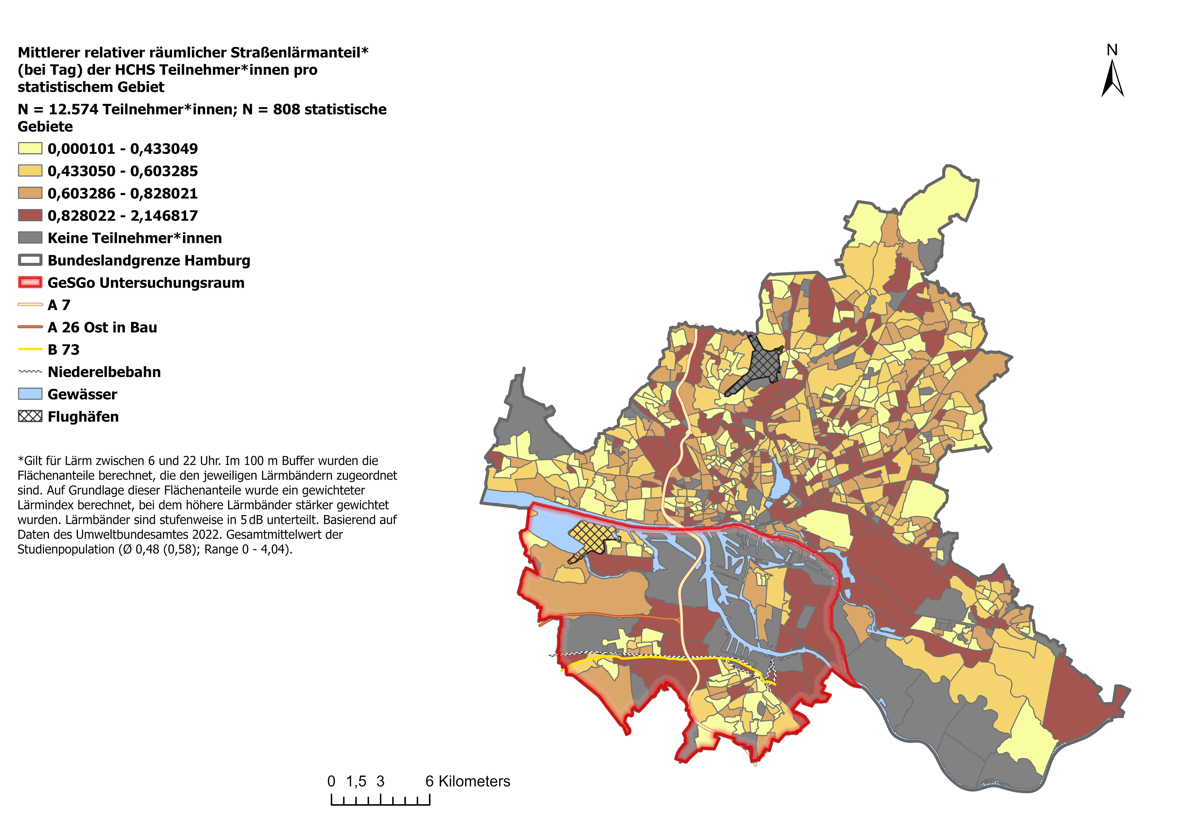 Mittlerer relativer räumlicher Straßenlärmanteil*
(bei Tag) der HCHS Teilnehmer*innen pro
statistischem Gebiet
N = 12.574 Teilnehmer*innen; N = 808 statistische
Gebiete
0,000101 - 0,433049
0,433050 - 0,603285
0,603286 - 0,828021
0,828022 - 2,146817
Keine Teilnehmer*innen
Bundeslandgrenze Hamburg
GeSGo Untersuchungsraum
A 7
A 26 Ost in Bau
B 73
Niederelbebahn
Gewässer
Flughäfen
*Gilt für Lärm zwischen 6 und 22 Uhr. Im 100 m Buffer wurden die
Flächenanteile berechnet, die den jeweiligen Lärmbändern zugeordnet
sind. Auf Grundlage dieser Flächenanteile wurde ein gewichteter
Lärmindex berechnet, bei dem höhere Lärmbänder stärker gewichtet
wurden. Lärmbänder sind stufenweise in 5 dB unterteilt. Basierend auf
Daten des Umweltbundesamtes 2022. Gesamtmittelwert der
Studienpopulation (Ø 0,48 (0,58); Range 0 - 4,04).
N
0 1,5 3 6 Kilometers